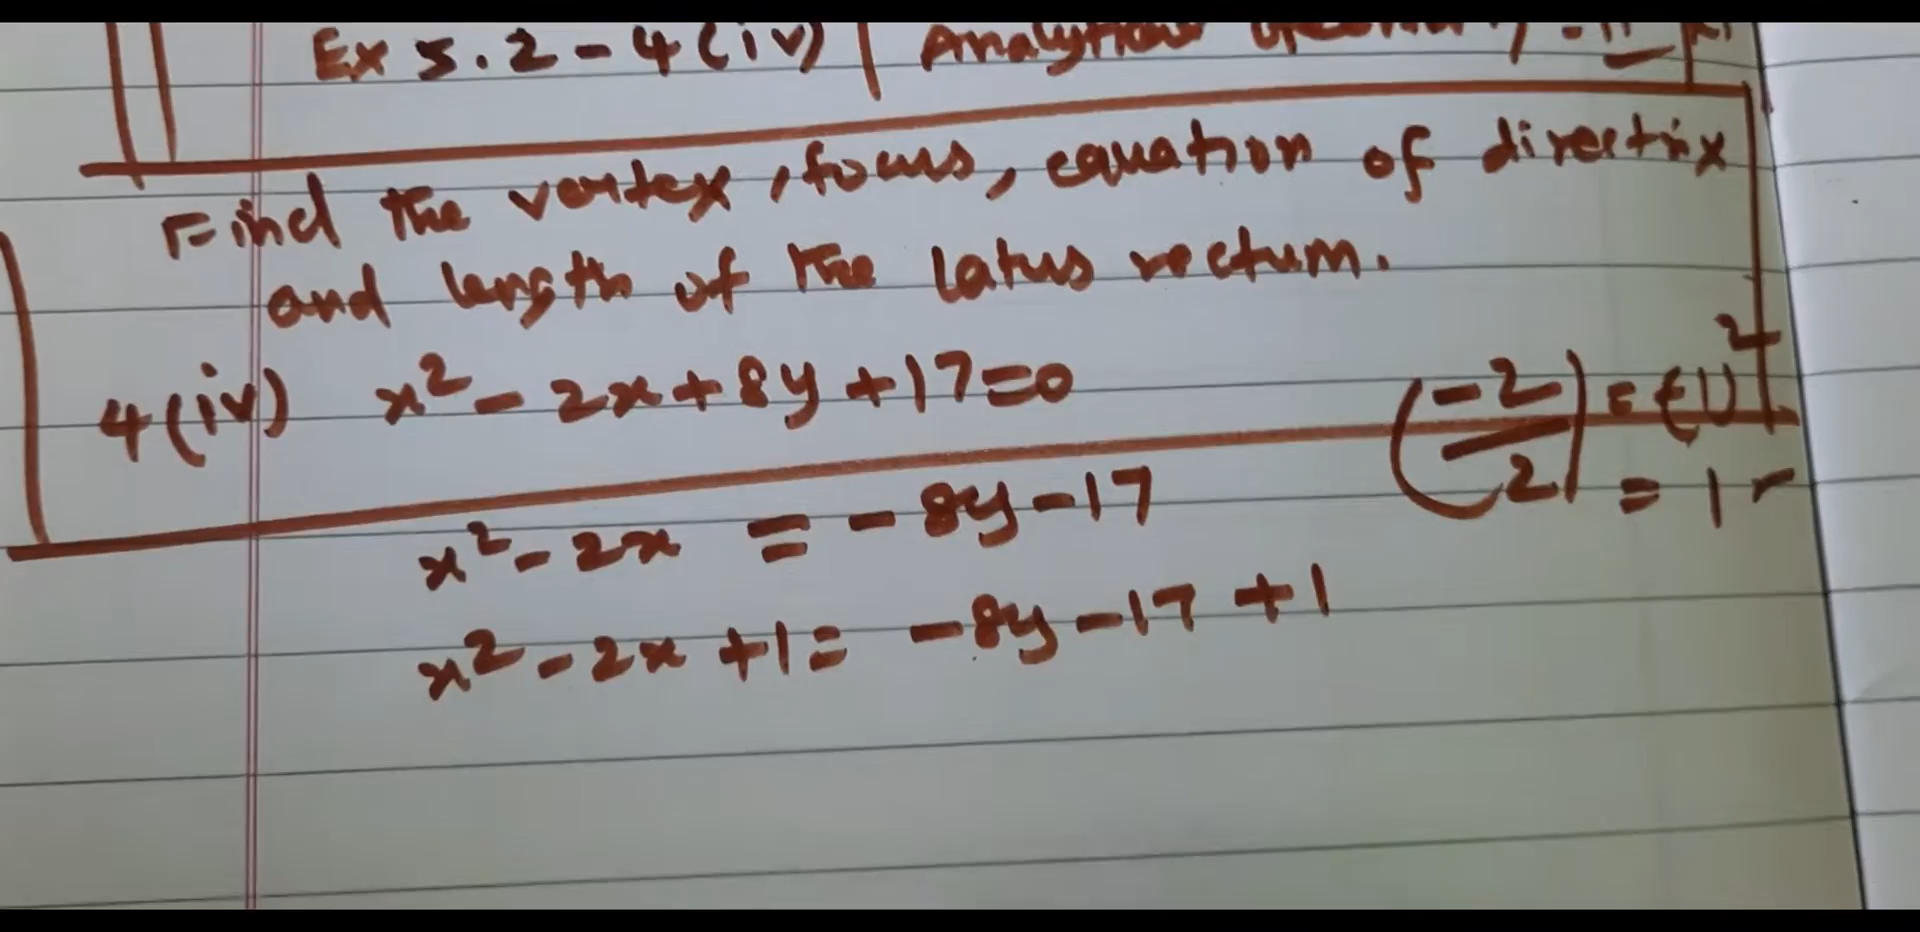 Ex 5.2 - 4(iv) | Analytical
Find the vertex, focus, equation of directrix
and length of the latus rectum.
4(iv) x² - 2x + 8y + 17 = 0
(-2/2) = (-1)²
= 1
x² - 2x = - 8y - 17
x² - 2x + 1 = - 8y - 17 + 1